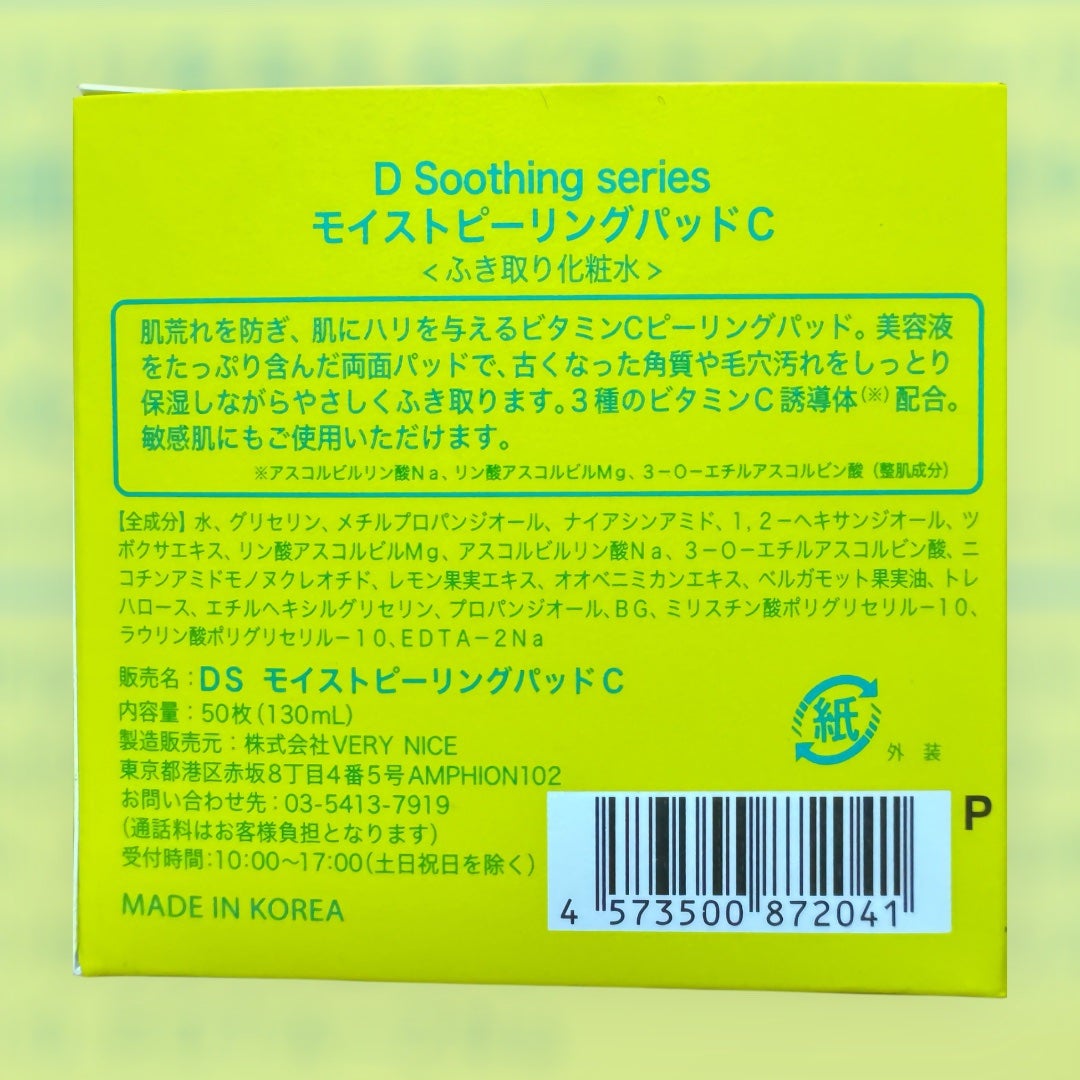 D Soothing series
モイストピーリングパッドC
<ふき取り化粧水>
肌荒れを防ぎ、肌にハリを与えるビタミンCピーリングパッド。美容液
をたっぷり含んだ両面パッドで、古くなった角質や毛穴汚れをしっとり
保湿しながらやさしくふき取ります。3種のビタミンC誘導体(※)配合。
敏感肌にもご使用いただけます。
※アスコルビルリン酸Na、リン酸アスコルビルMg、3-O-エチルアスコルビン酸(整肌成分)
【全成分】水、グリセリン、メチルプロパンジオール、ナイアシンアミド、1,2-ヘキサンジオール、ツ
ボクサエキス、リン酸アスコルビルMg、アスコルビルリン酸Na、3-O-エチルアスコルビン酸、ニ
コチンアミドモノヌクレオチド、レモン果実エキス、オオベニミカンエキス、ベルガモット果実油、トレ
ハロース、エチルヘキシルグリセリン、プロパンジオール、BG、ミリスチン酸ポリグリセリル-10、
ラウリン酸ポリグリセリル-10、EDTA-2Na
販売名:DS モイストピーリングパッドC
内容量:50枚(130mL)
製造販売元:株式会社VERY NICE
東京都港区赤坂8丁目4番5号AMPHION102
お問い合わせ先:03-5413-7919
(通話料はお客様負担となります)
受付時間:10:00〜17:00(土日祝日を除く)
MADE IN KOREA
紙
外装
P
4 573500 872041